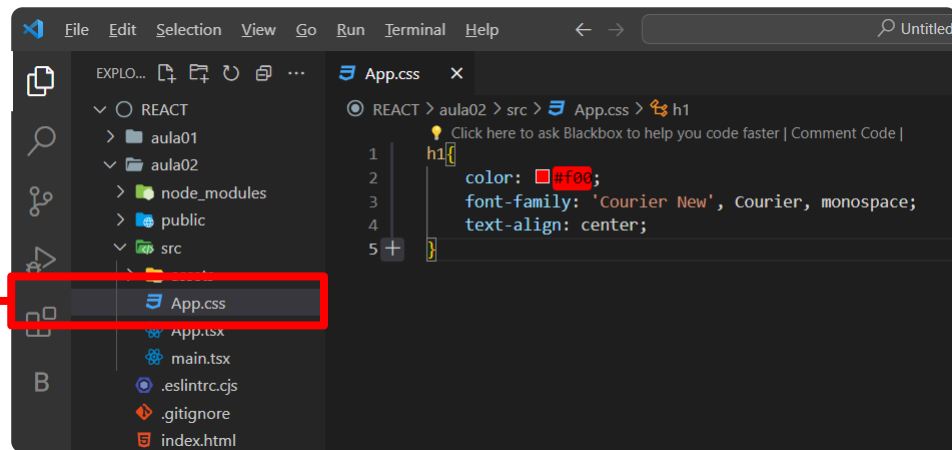 File Edit Selection View Go Run Terminal Help ← → Untitled
EXPLO... ···
App.css ×
REACT
REACT > aula02 > src > App.css > h1
aula01
aula02
node_modules
public
src
assets
App.css
App.tsx
main.tsx
.eslintrc.cjs
.gitignore
index.html
B
Click here to ask Blackbox to help you code faster | Comment Code |
1 h1{
2 color: #f00;
3 font-family: 'Courier New', Courier, monospace;
4 text-align: center;
5 }